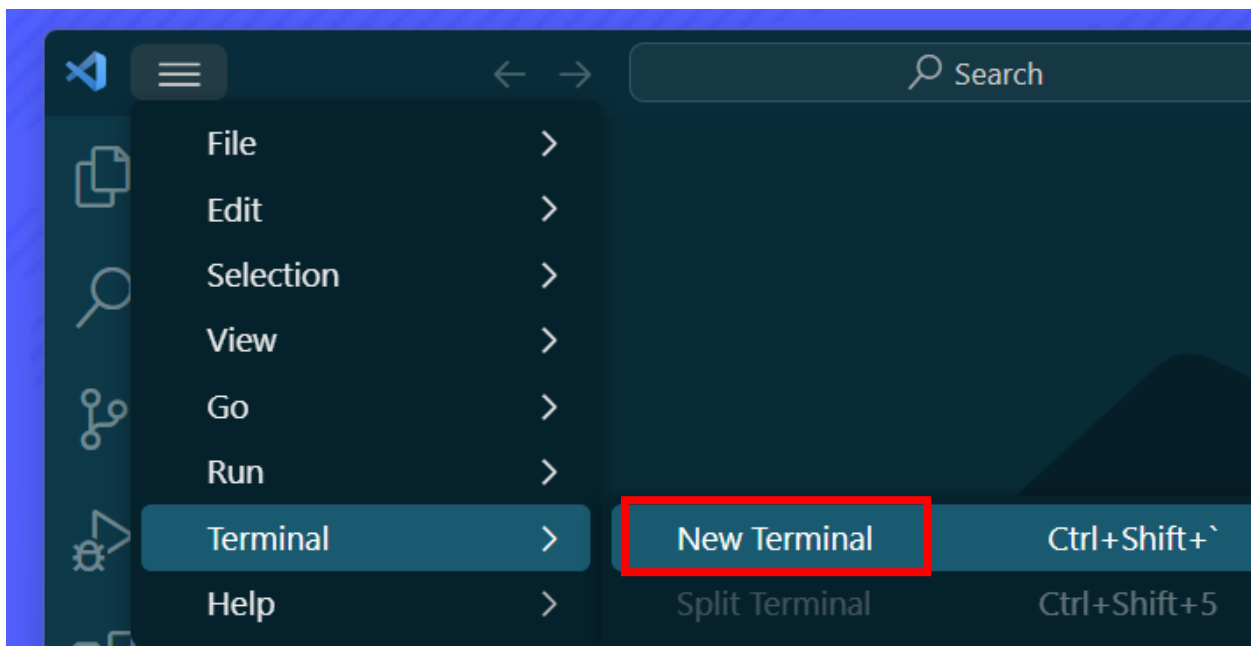 Search
File
Edit
Selection
View
Go
Run
Terminal
New Terminal Ctrl+Shift+`
Help
Split Terminal Ctrl+Shift+5